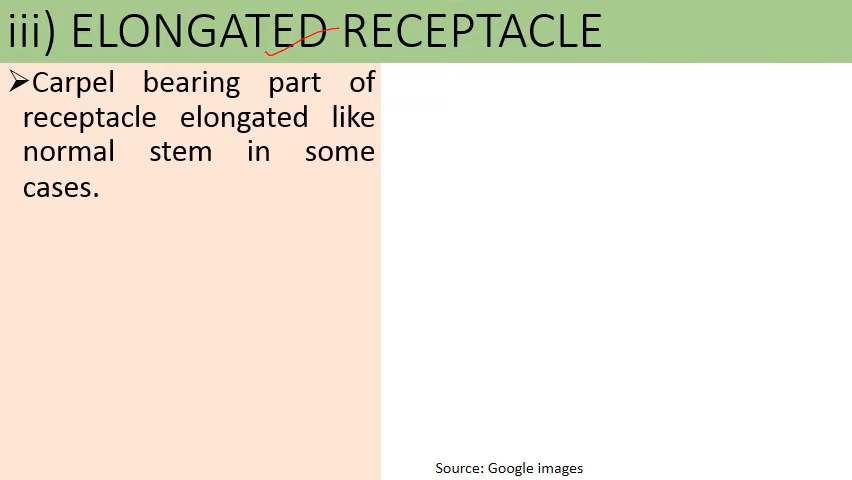 iii) ELONGATED RECEPTACLE
➢Carpel bearing part of
receptacle elongated like
normal stem in some
cases.
Source: Google images